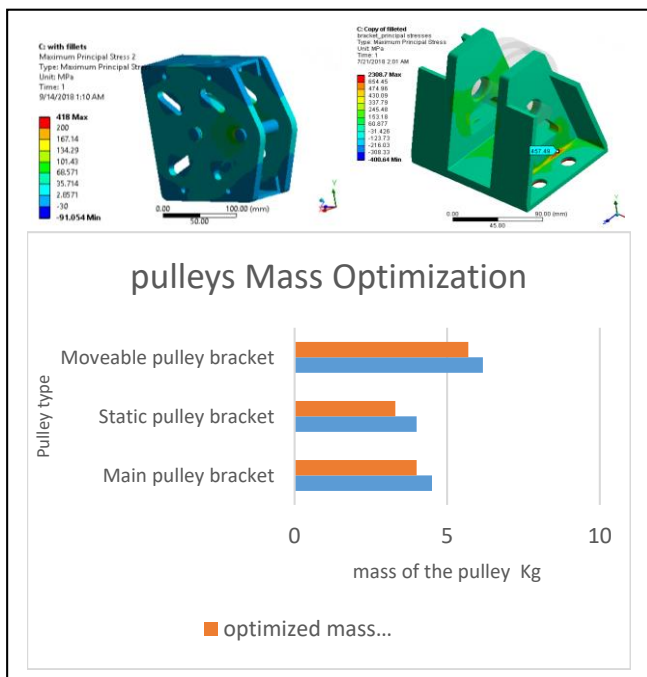 C: with fillets
Maximum Principal Stress 2
Type: Maximum Principal Stre
Unit: MPa
Time: 1
9/14/2018 1:10 AM
418 Max
200
167.14
134.29
101.43
68.571
35.714
2.8571
-30
-91.054 Min
0.00
100.00 (mm)
50.00
C: Copy of filleted
bracket_principal stresses
Type: Maximum Principal Stress
Unit: MPa
Time: 1
7/21/2018 2:01 AM
2308.7 Max
654.45
430.09
337.79
245.48
153.18
60.877
-31.426
-123.73
-216.03
-308.33
-400.64 Min
457.49
0.00
90.00 (mm)
45.00
pulleys Mass Optimization
Pulley type
Moveable pulley bracket
Static pulley bracket
Main pulley bracket
0 5 10
mass of the pulley Kg
optimized mass...